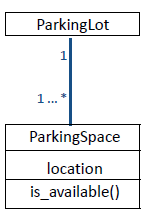 ParkingLot
1
1 ... *
ParkingSpace
location
is_available()